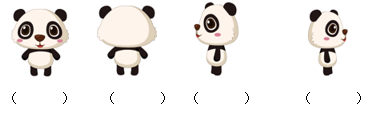 （　　　）　（　　　）　（　　　）　（　　　）